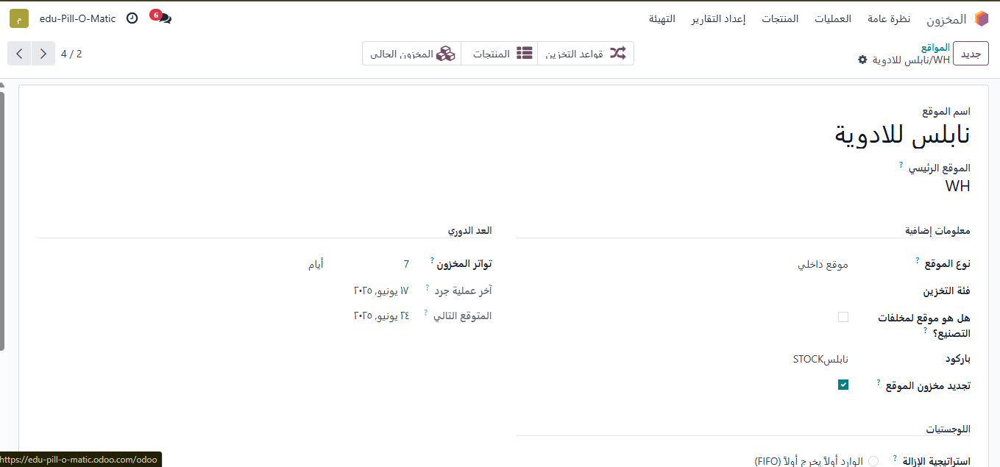 المخزون نظرة عامة العمليات المنتجات إعداد التقارير التهيئة 6 edu-Pill-O-Matic م
جديد المواقع قواعد التخزين المنتجات المخزون الحالي 4 / 2
WH/نابلس للادوية
اسم الموقع
نابلس للادوية
الموقع الرئيسي ?
WH
معلومات إضافية
نوع الموقع ? موقع داخلي
فئة التخزين
هل هو موقع لمخلفات
التصنيع؟ ?
باركود نابلسSTOCK
تجديد مخزون الموقع ?
العد الدوري
تواتر المخزون ? 7 أيام
آخر عملية جرد ? ١٧ يونيو, ٢٠٢٥
المتوقع التالي ? ٢٤ يونيو, ٢٠٢٥
اللوجستيات
استراتيجية الإزالة ? الوارد أولاً يخرج أولاً (FIFO)
https://edu-pill-o-matic.odoo.com/odoo